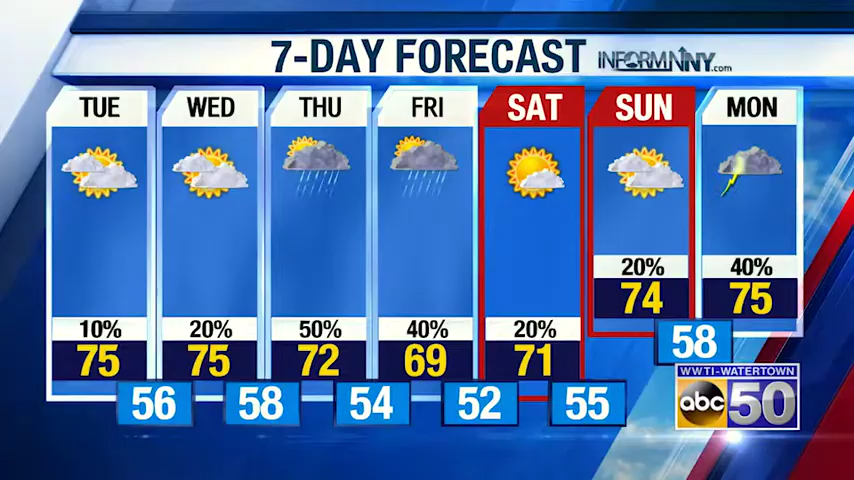 7-DAY FORECAST INFORMNNY.com
TUE WED THU FRI SAT SUN MON
20% 40%
74 75
10% 20% 50% 40% 20%
75 75 72 69 71
58
WWTI-WATERTOWN
56 58 54 52 55
abc 50